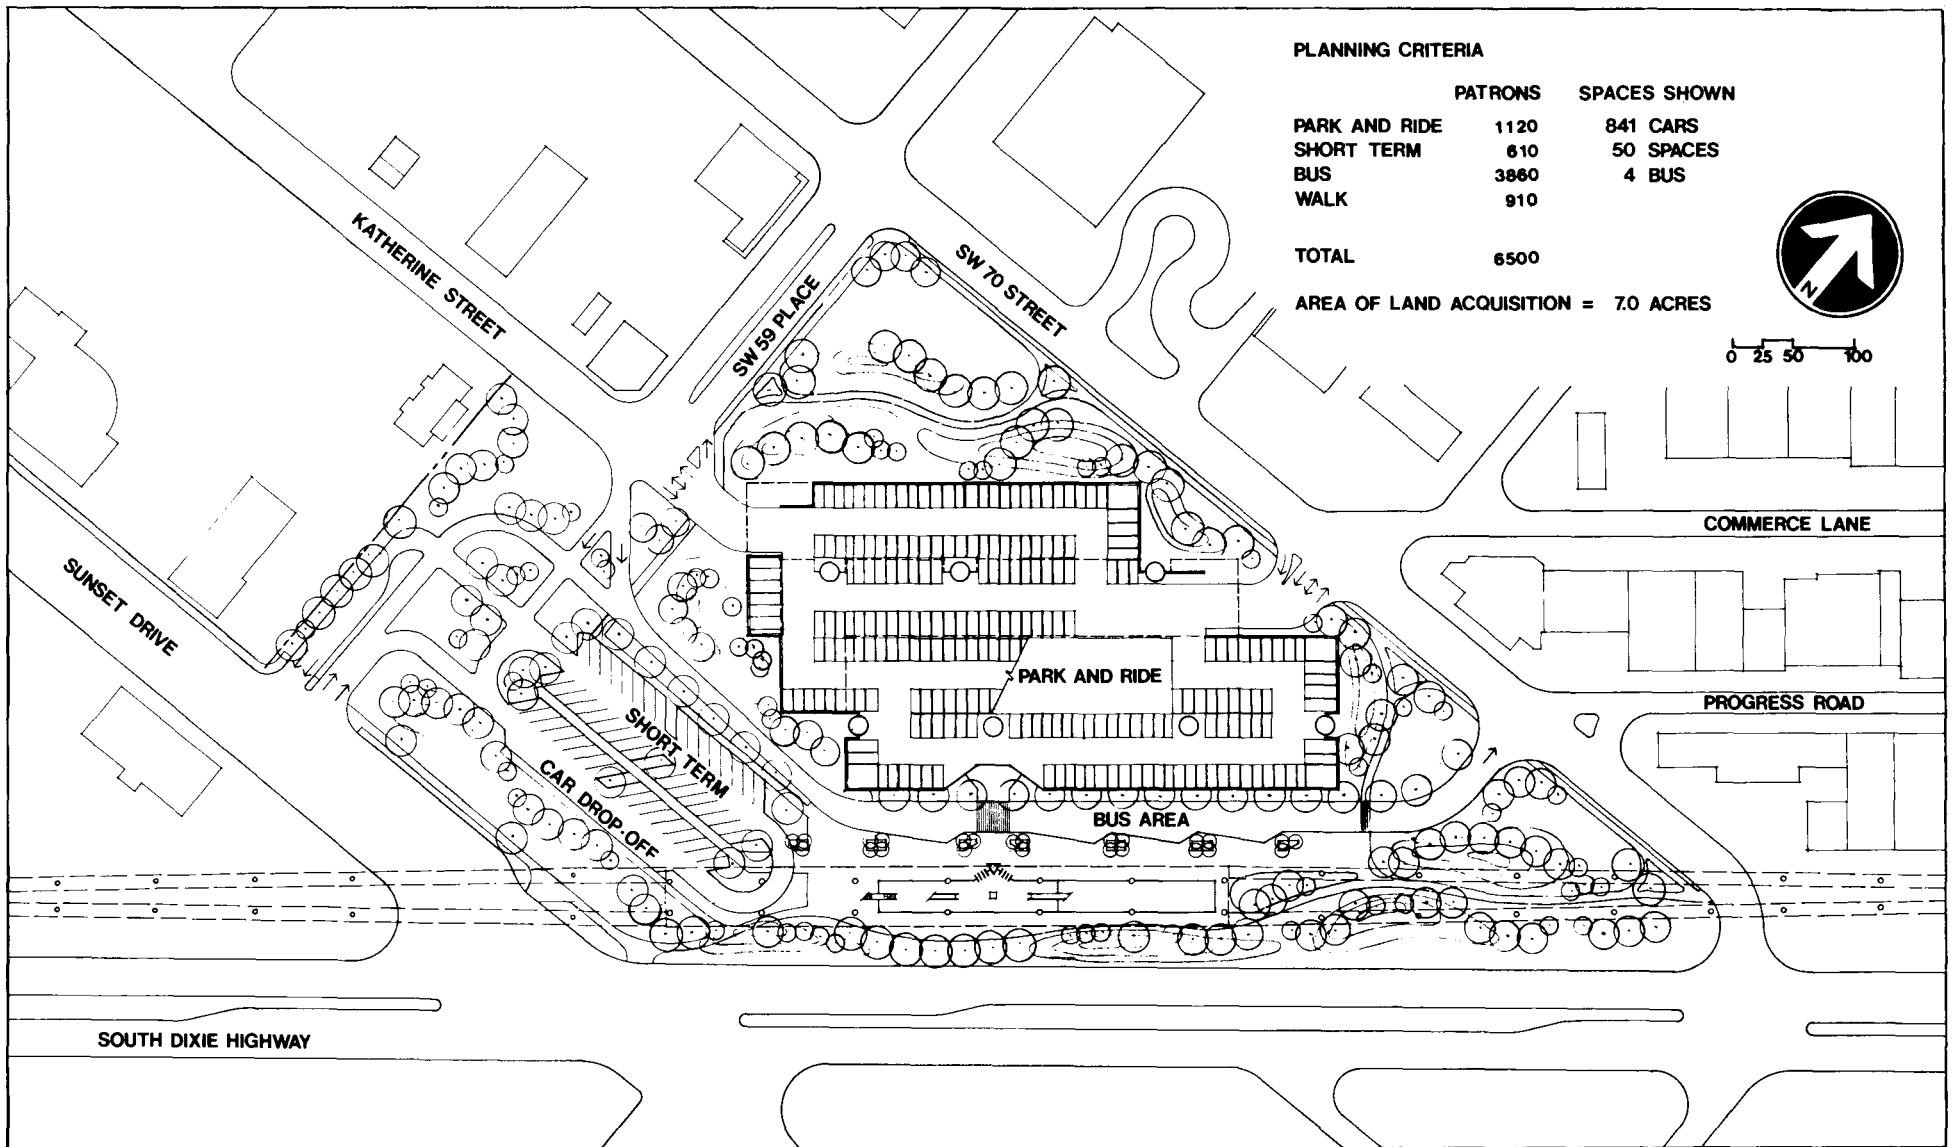 PLANNING CRITERIA
PATRONS SPACES SHOWN
PARK AND RIDE 1120 841 CARS
SHORT TERM 610 50 SPACES
BUS 3860 4 BUS
WALK 910
TOTAL 6500
AREA OF LAND ACQUISITION = 7.0 ACRES
N
0 25 50 100
KATHERINE STREET
SW 59 PLACE
SW 70 STREET
COMMERCE LANE
SUNSET DRIVE
PARK AND RIDE
PROGRESS ROAD
SHORT TERM
CAR DROP-OFF
BUS AREA
SOUTH DIXIE HIGHWAY